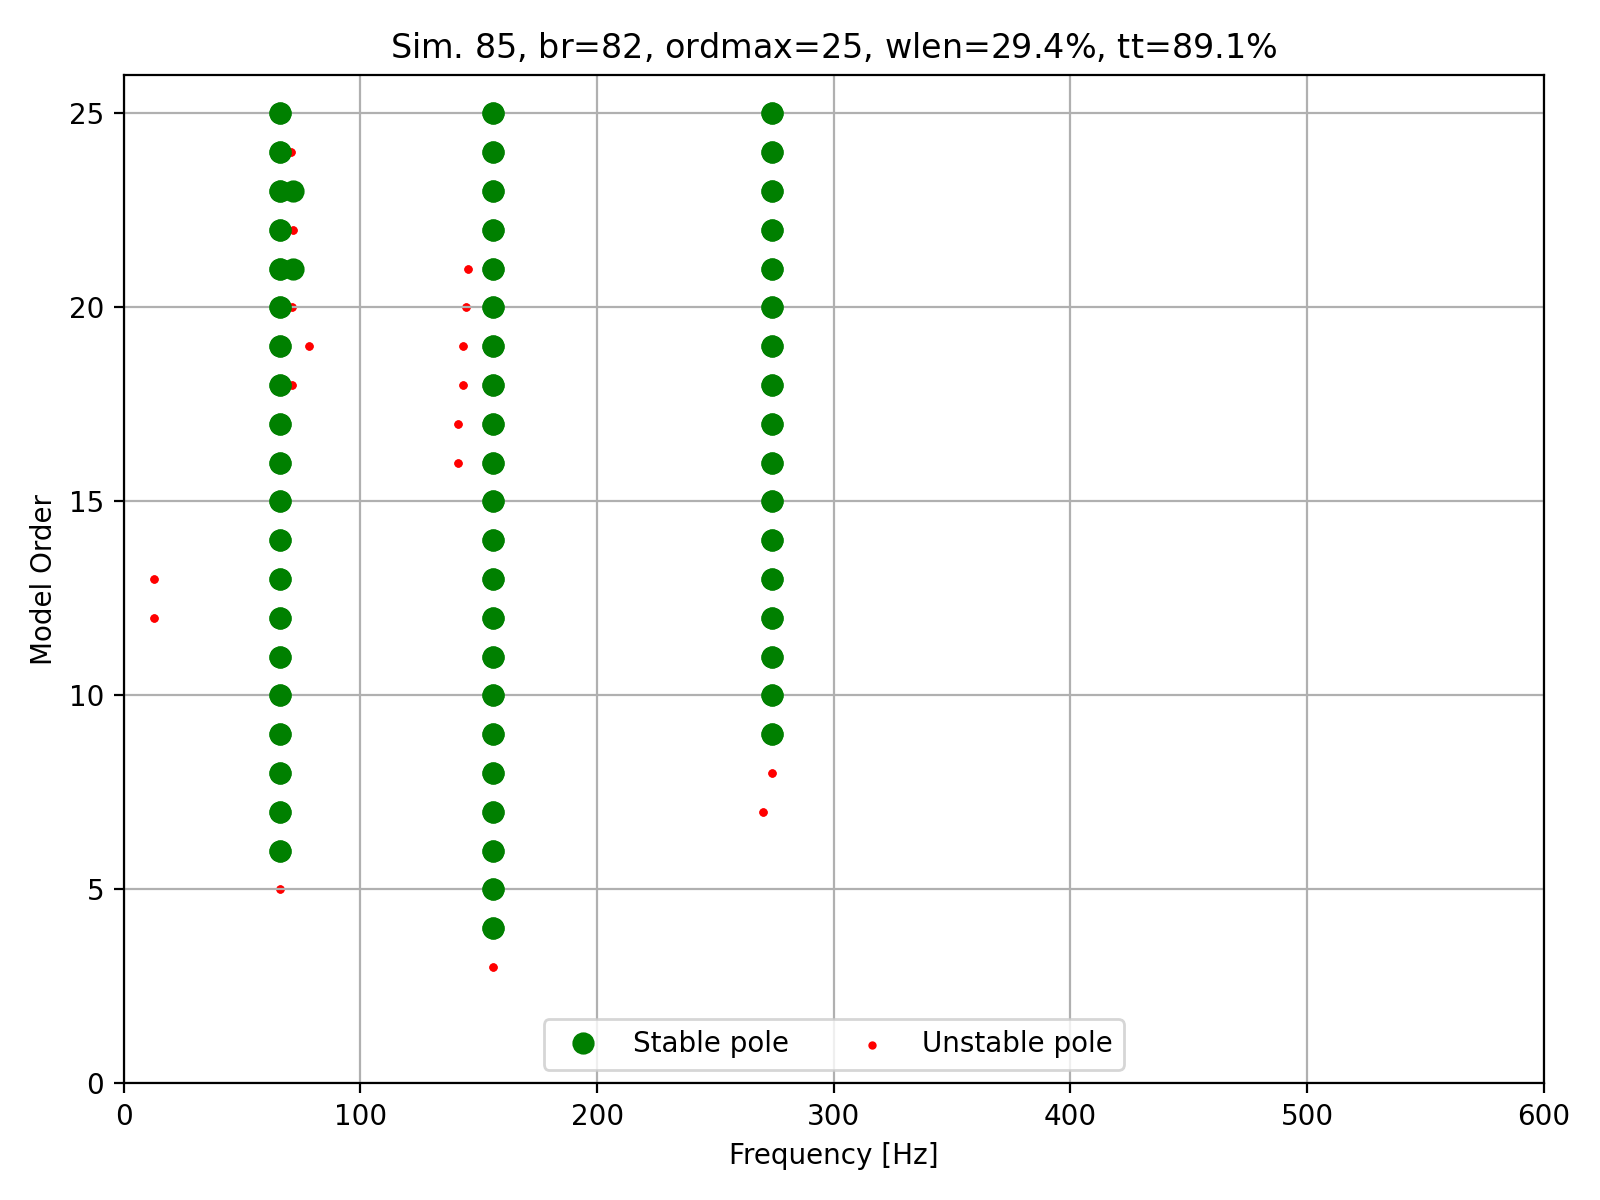 Sim. 85, br=82, ordmax=25, wlen=29.4%, tt=89.1%
25
20
15
10
5
0
Model Order
Stable pole
Unstable pole
0 100 200 300 400 500 600
Frequency [Hz]